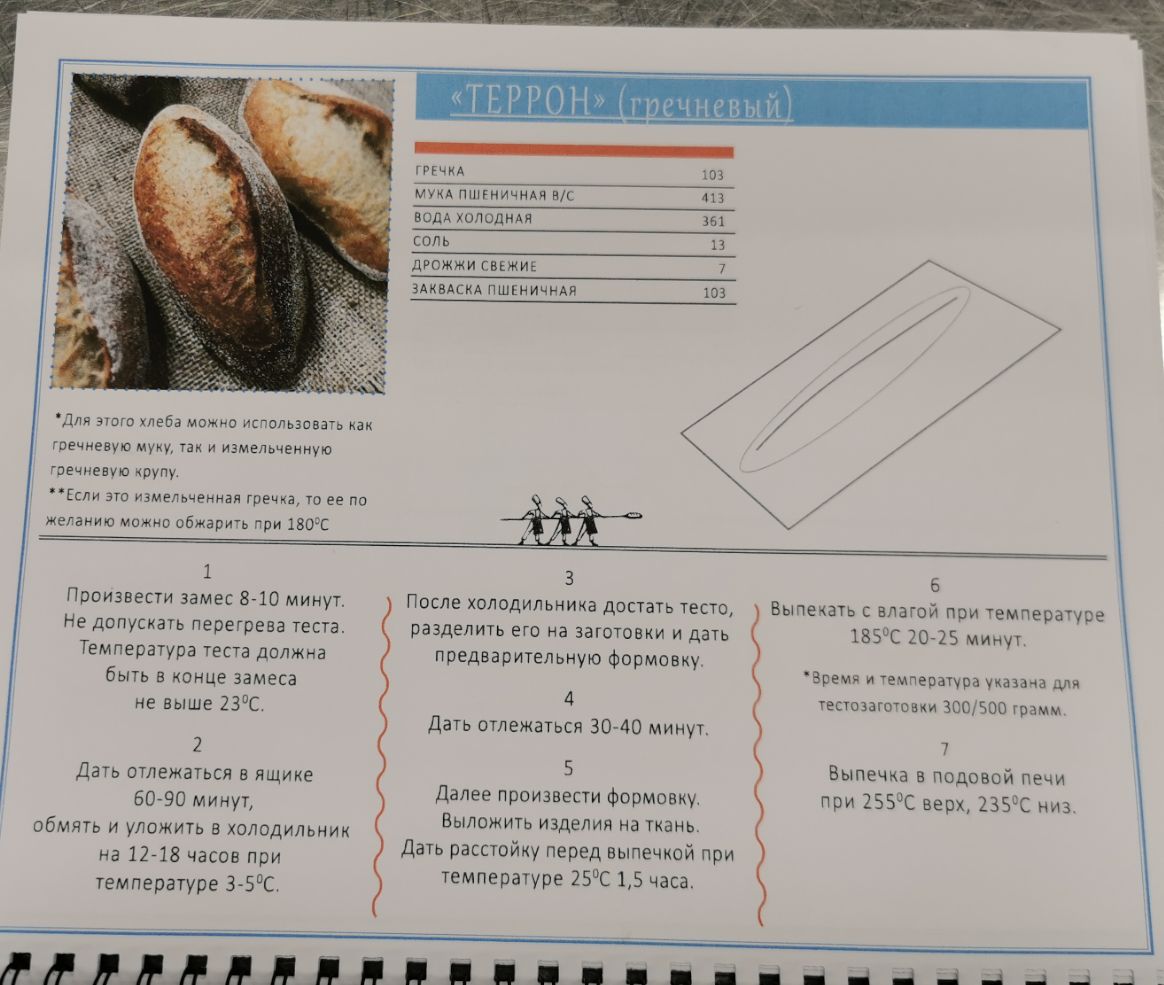 «ТЕРРОН» (гречневый)
ГРЕЧКА 103
МУКА ПШЕНИЧНАЯ В/С 413
ВОДА ХОЛОДНАЯ 361
СОЛЬ 13
ДРОЖЖИ СВЕЖИЕ 7
ЗАКВАСКА ПШЕНИЧНАЯ 103
*Для этого хлеба можно использовать как
гречневую муку, так и измельченную
гречневую крупу.
**Если это измельченная гречка, то ее по
желанию можно обжарить при 180⁰С
1
Произвести замес 8-10 минут.
Не допускать перегрева теста.
Температура теста должна
быть в конце замеса
не выше 23⁰С.
2
Дать отлежаться в ящике
60-90 минут,
обмять и уложить в холодильник
на 12-18 часов при
температуре 3-5⁰С.
3
После холодильника достать тесто,
разделить его на заготовки и дать
предварительную формовку.
4
Дать отлежаться 30-40 минут.
5
Далее произвести формовку.
Выложить изделия на ткань.
Дать расстойку перед выпечкой при
температуре 25⁰С 1,5 часа.
6
Выпекать с влагой при температуре
185⁰С 20-25 минут.
*Время и температура указана для
тестозаготовки 300/500 грамм.
7
Выпечка в подовой печи
при 255⁰С верх, 235⁰С низ.